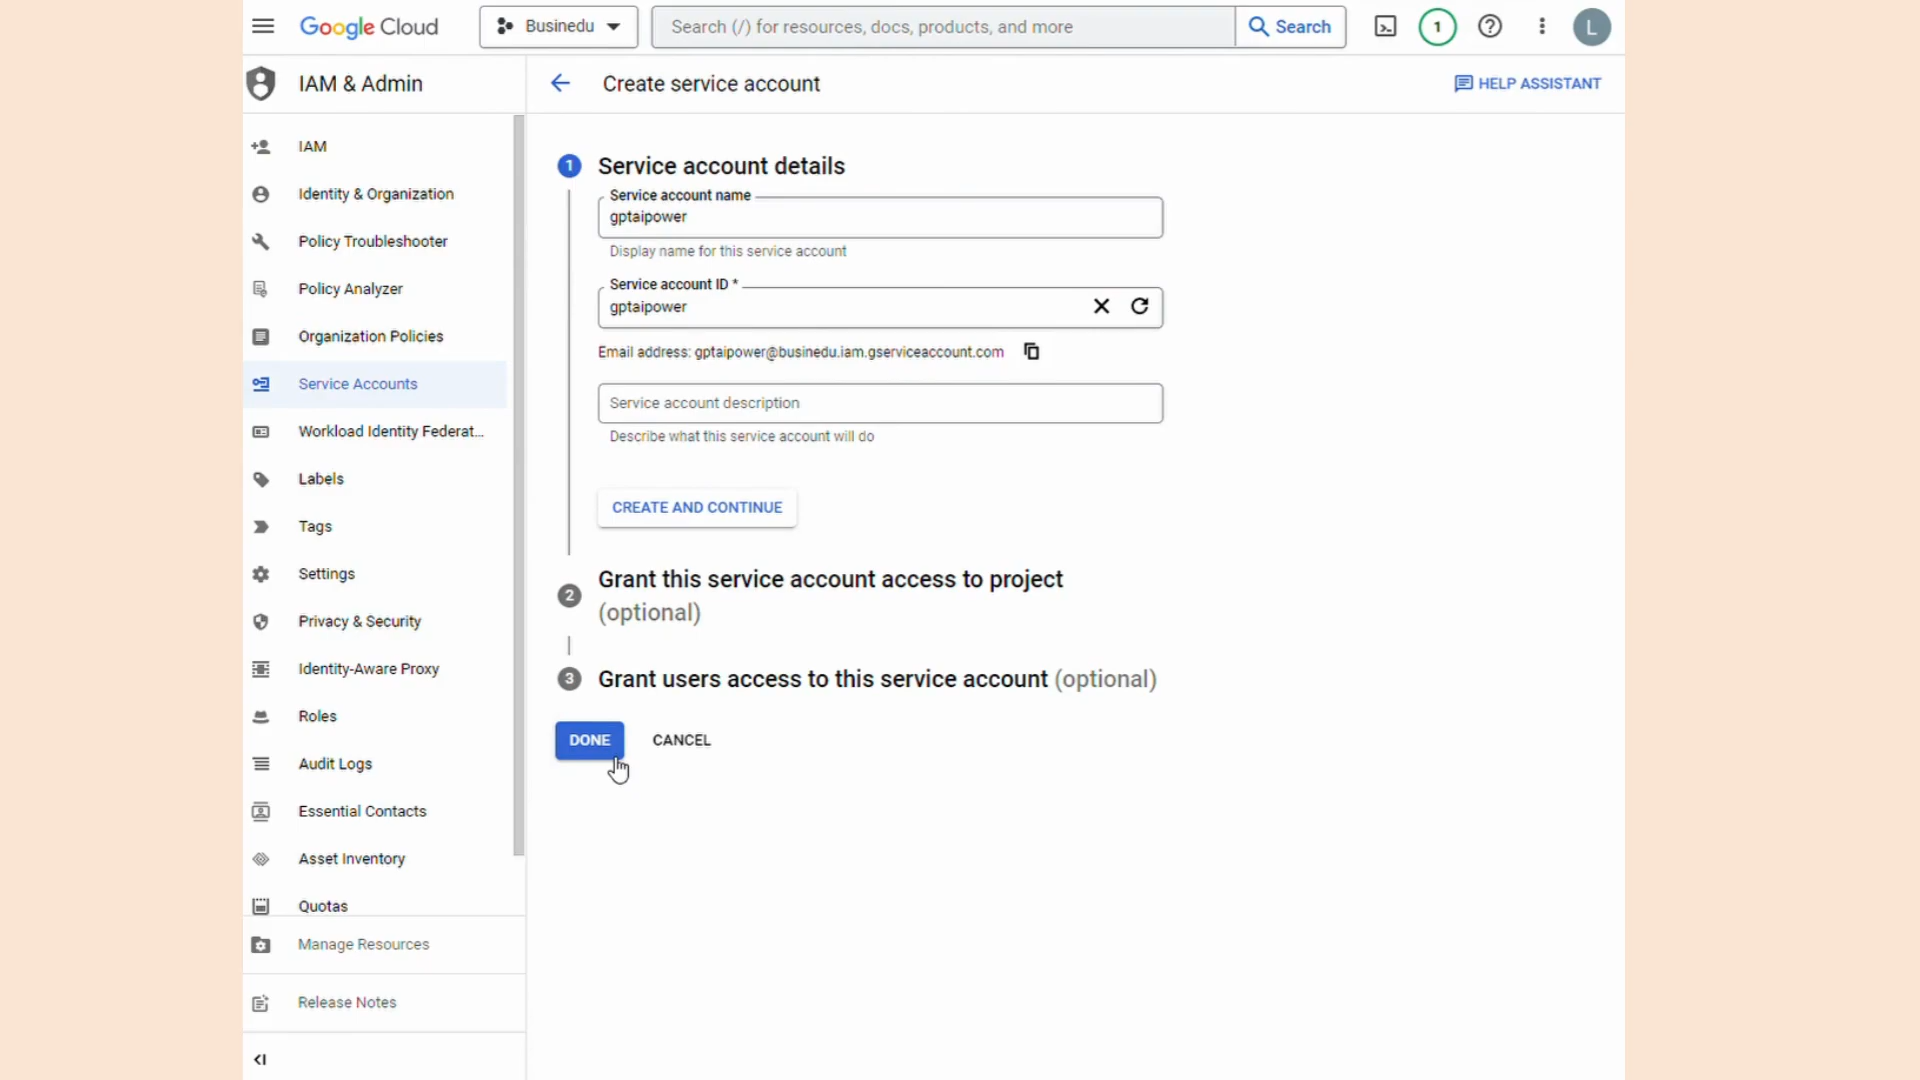 Google Cloud
Businedu
Search (/) for resources, docs, products, and more
Search
1
L
IAM & Admin
Create service account
HELP ASSISTANT
IAM
Identity & Organization
Policy Troubleshooter
Policy Analyzer
Organization Policies
Service Accounts
Workload Identity Federat...
Labels
Tags
Settings
Privacy & Security
Identity-Aware Proxy
Roles
Audit Logs
Essential Contacts
Asset Inventory
Quotas
Manage Resources
Release Notes
1 Service account details
Service account name
gptaipower
Display name for this service account
Service account ID *
gptaipower
Email address: gptaipower@businedu.iam.gserviceaccount.com
Service account description
Describe what this service account will do
CREATE AND CONTINUE
2 Grant this service account access to project
(optional)
3 Grant users access to this service account (optional)
DONE
CANCEL